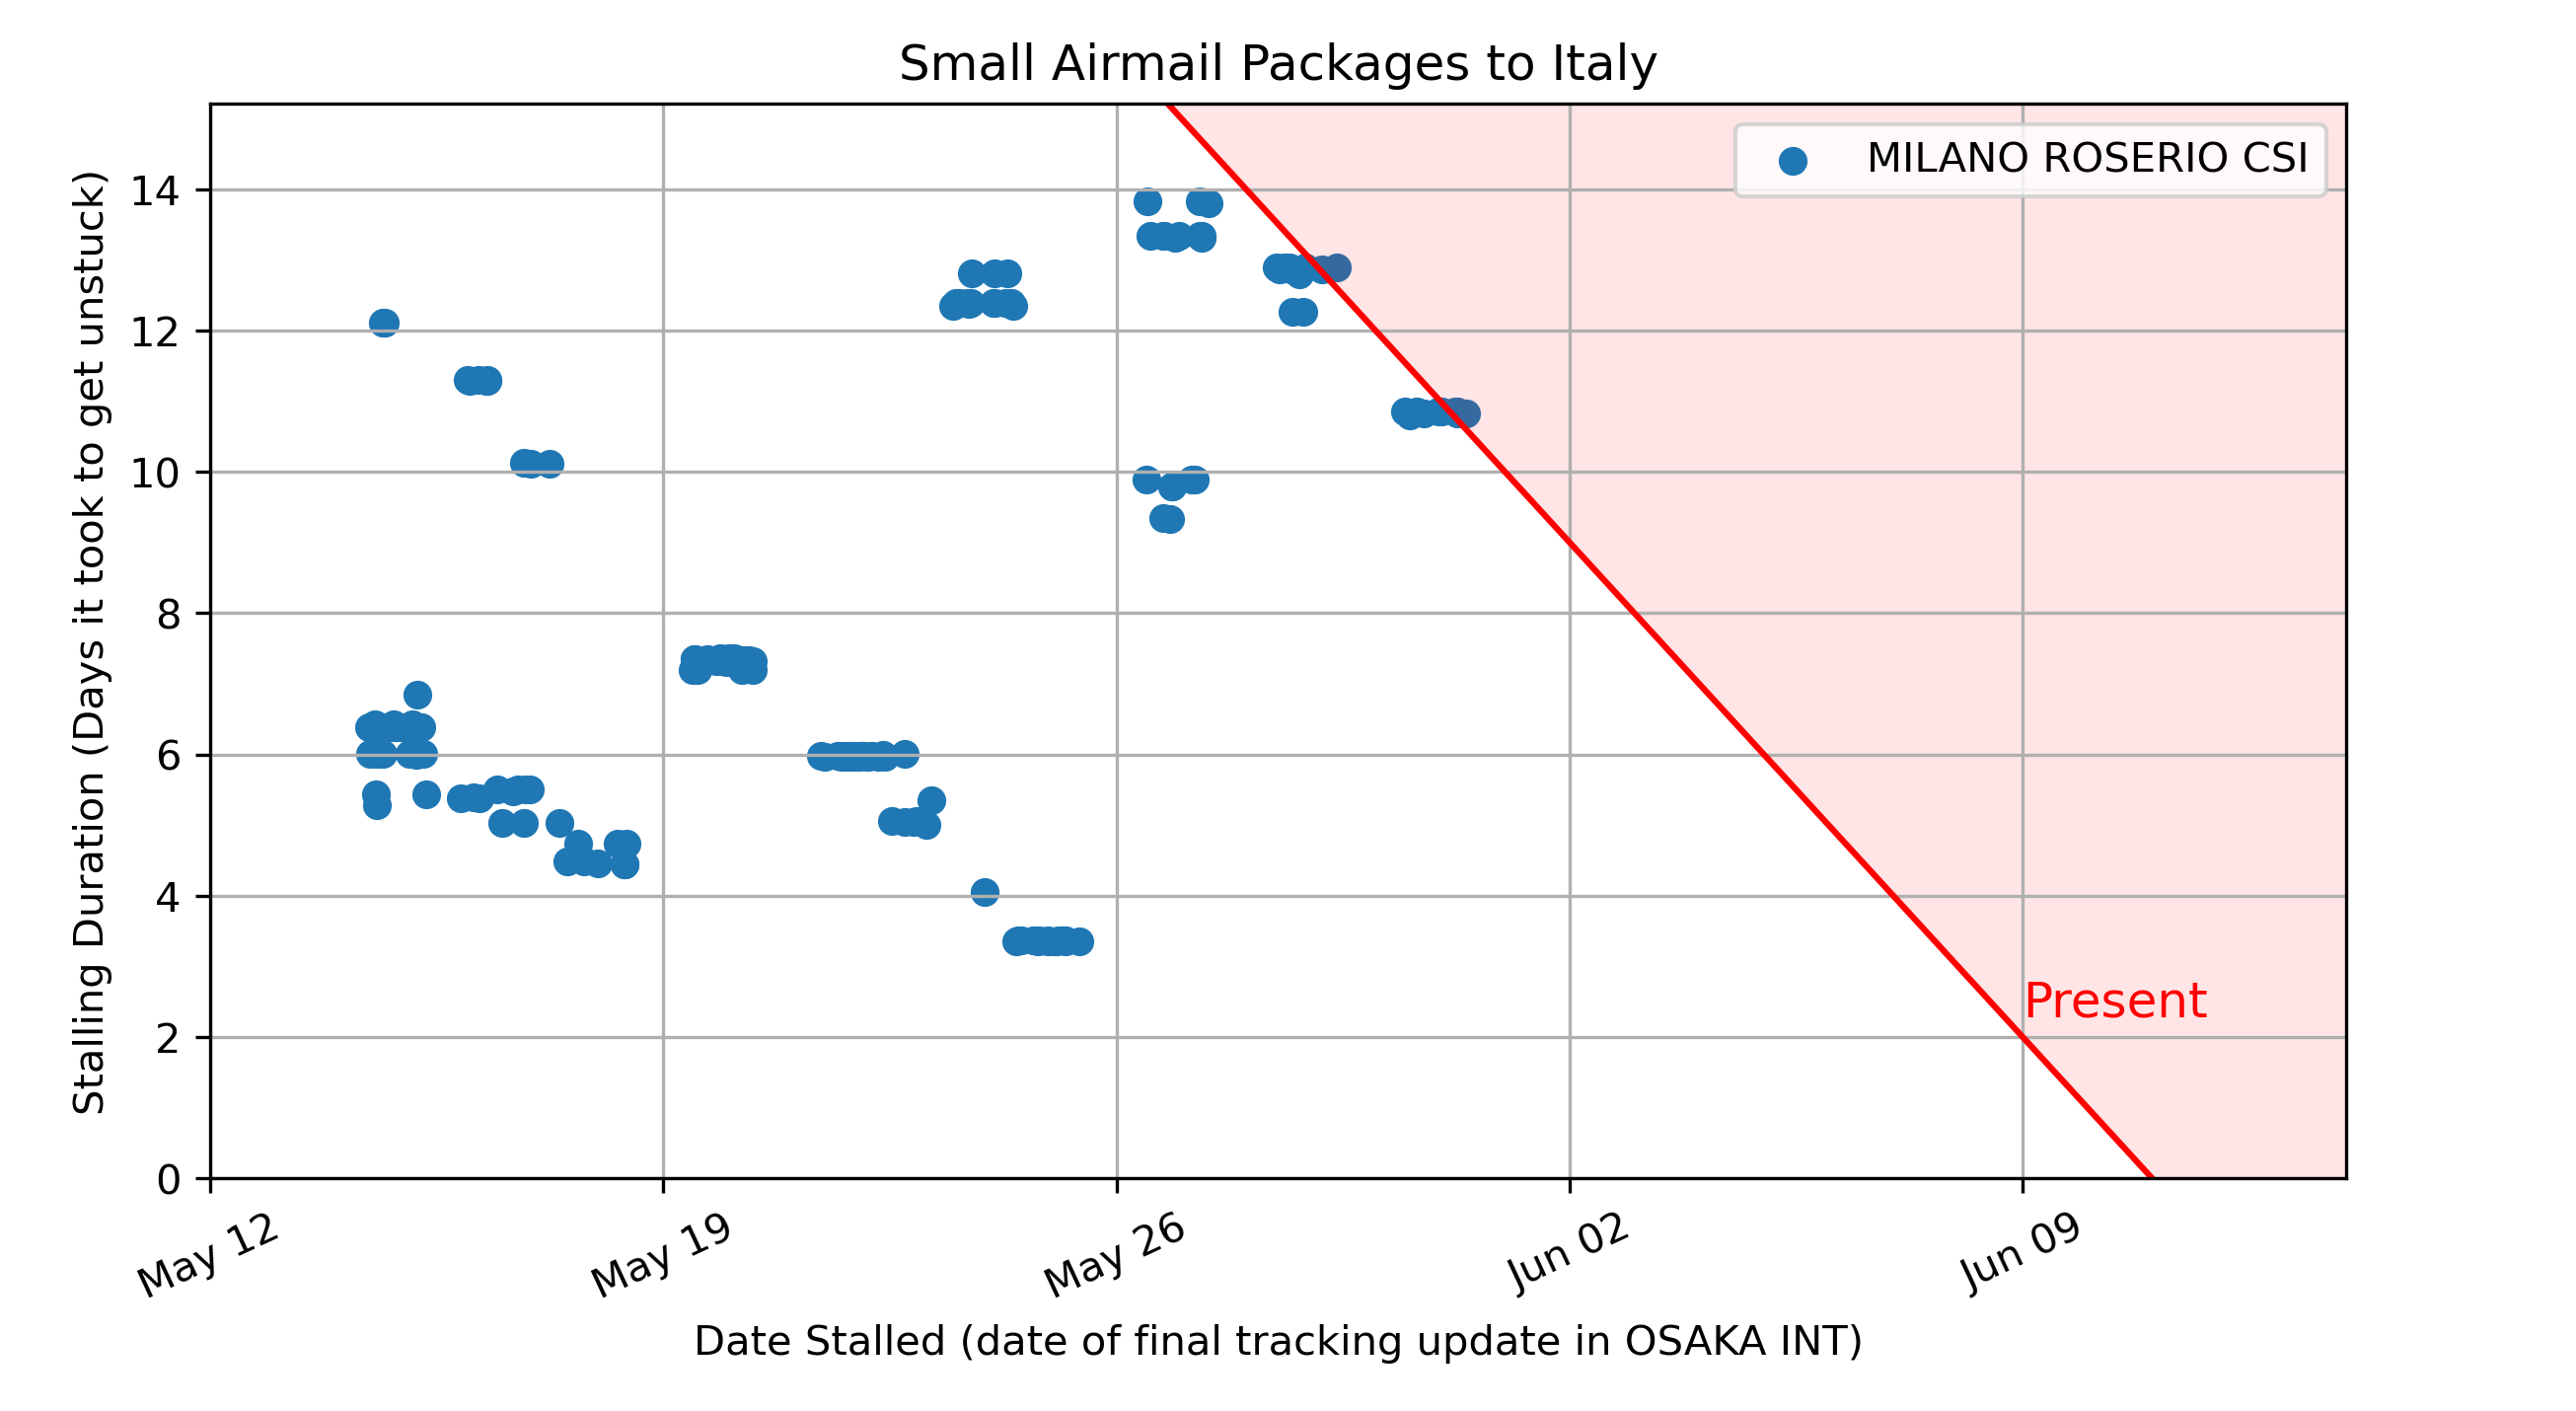 Small Airmail Packages to Italy
MILANO ROSERIO CSI
Stalling Duration (Days it took to get unstuck)
14
12
10
8
6
4
2
0
Present
May 12
May 19
May 26
Jun 02
Jun 09
Date Stalled (date of final tracking update in OSAKA INT)